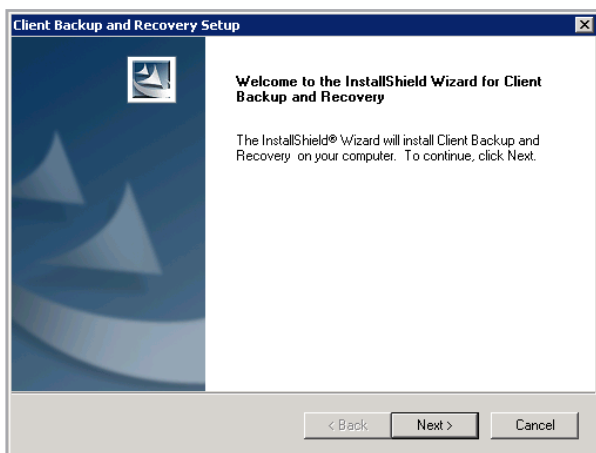 Client Backup and Recovery Setup
Welcome to the InstallShield Wizard for Client
Backup and Recovery
The InstallShield® Wizard will install Client Backup and
Recovery on your computer. To continue, click Next.
< Back
Next >
Cancel